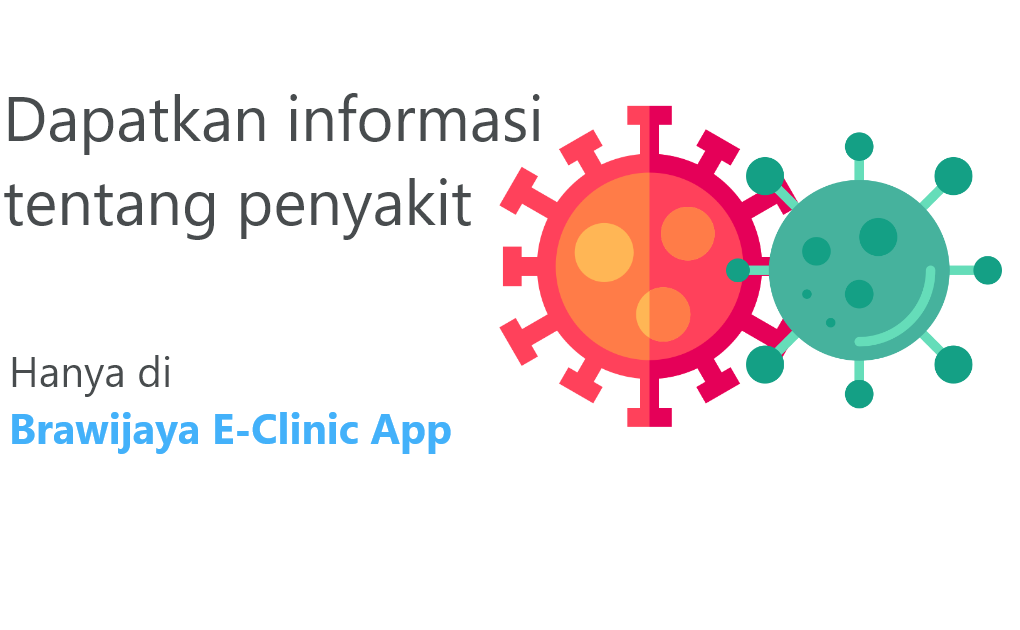 Dapatkan informasi
tentang penyakit
Hanya di
Brawijaya E-Clinic App